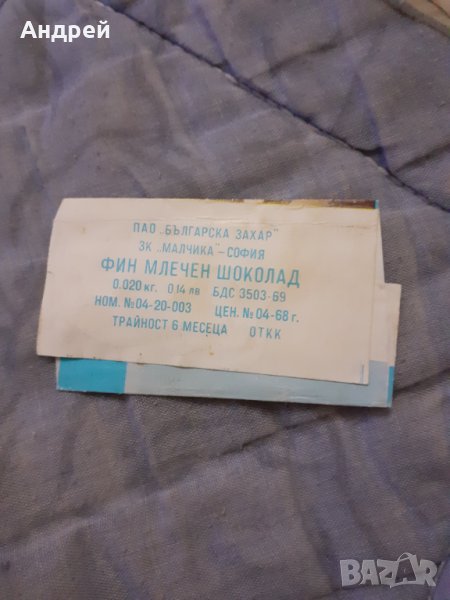 Андрей
ПАО „БЪЛГАРСКА ЗАХАР"
ЗК „МАЛЧИКА"-СОФИЯ
ФИН МЛЕЧЕН ШОКОЛАД
0.020 кг. 0,14 лв БДС 3503-69
НОМ. №04-20-003 ЦЕН. №04-68 г.
ТРАЙНОСТ 6 МЕСЕЦА ОТКК
BAZAR